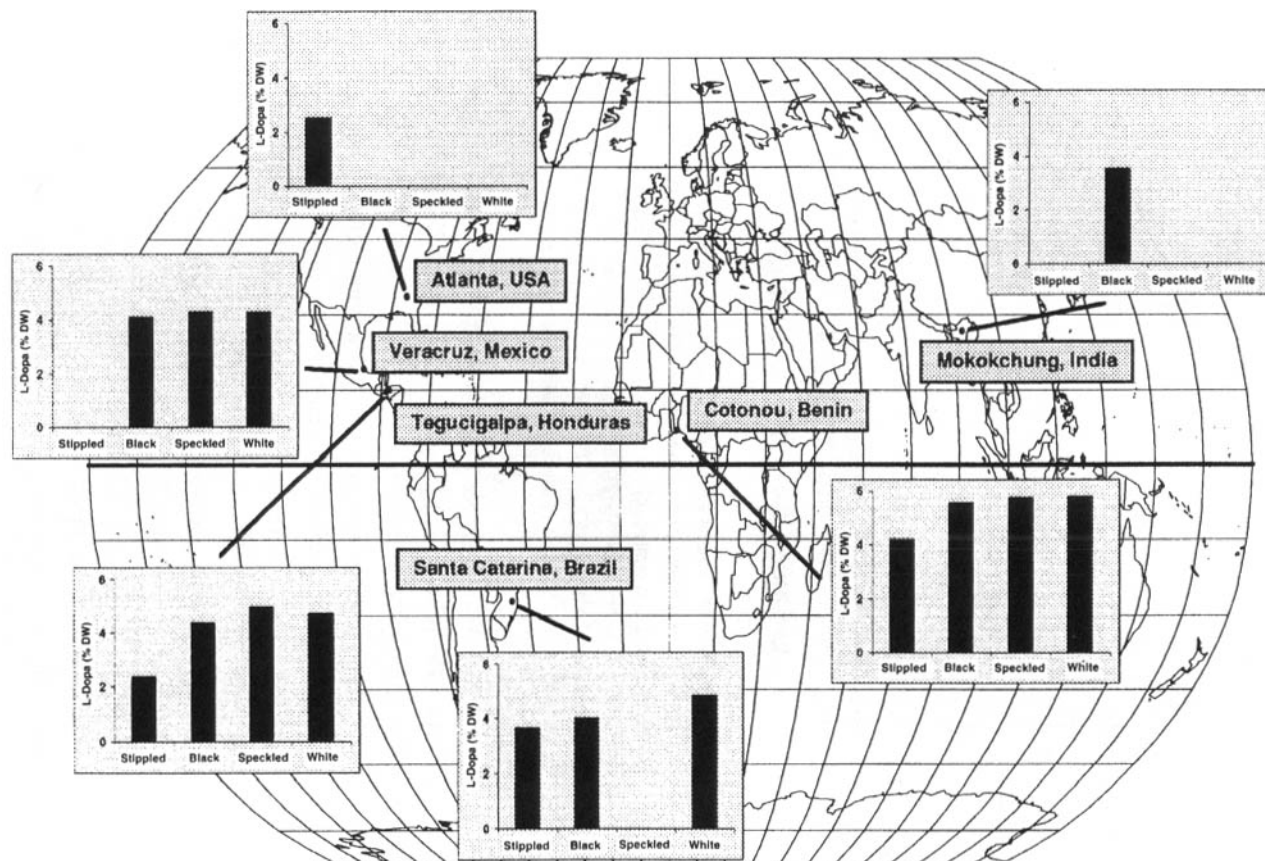 6
4
2
0
L-Dopa (% DW)
Stippled Black Speckled White
6
4
2
0
L-Dopa (% DW)
Stippled Black Speckled White
6
4
2
0
L-Dopa (% DW)
Stippled Black Speckled White
Atlanta, USA
Veracruz, Mexico
Mokokchung, India
Tegucigalpa, Honduras
Cotonou, Benin
Santa Catarina, Brazil
6
4
2
0
L-Dopa (% DW)
Stippled Black Speckled White
6
4
2
0
L-Dopa (% DW)
Stippled Black Speckled White
6
4
2
0
L-Dopa (% DW)
Stippled Black Speckled White